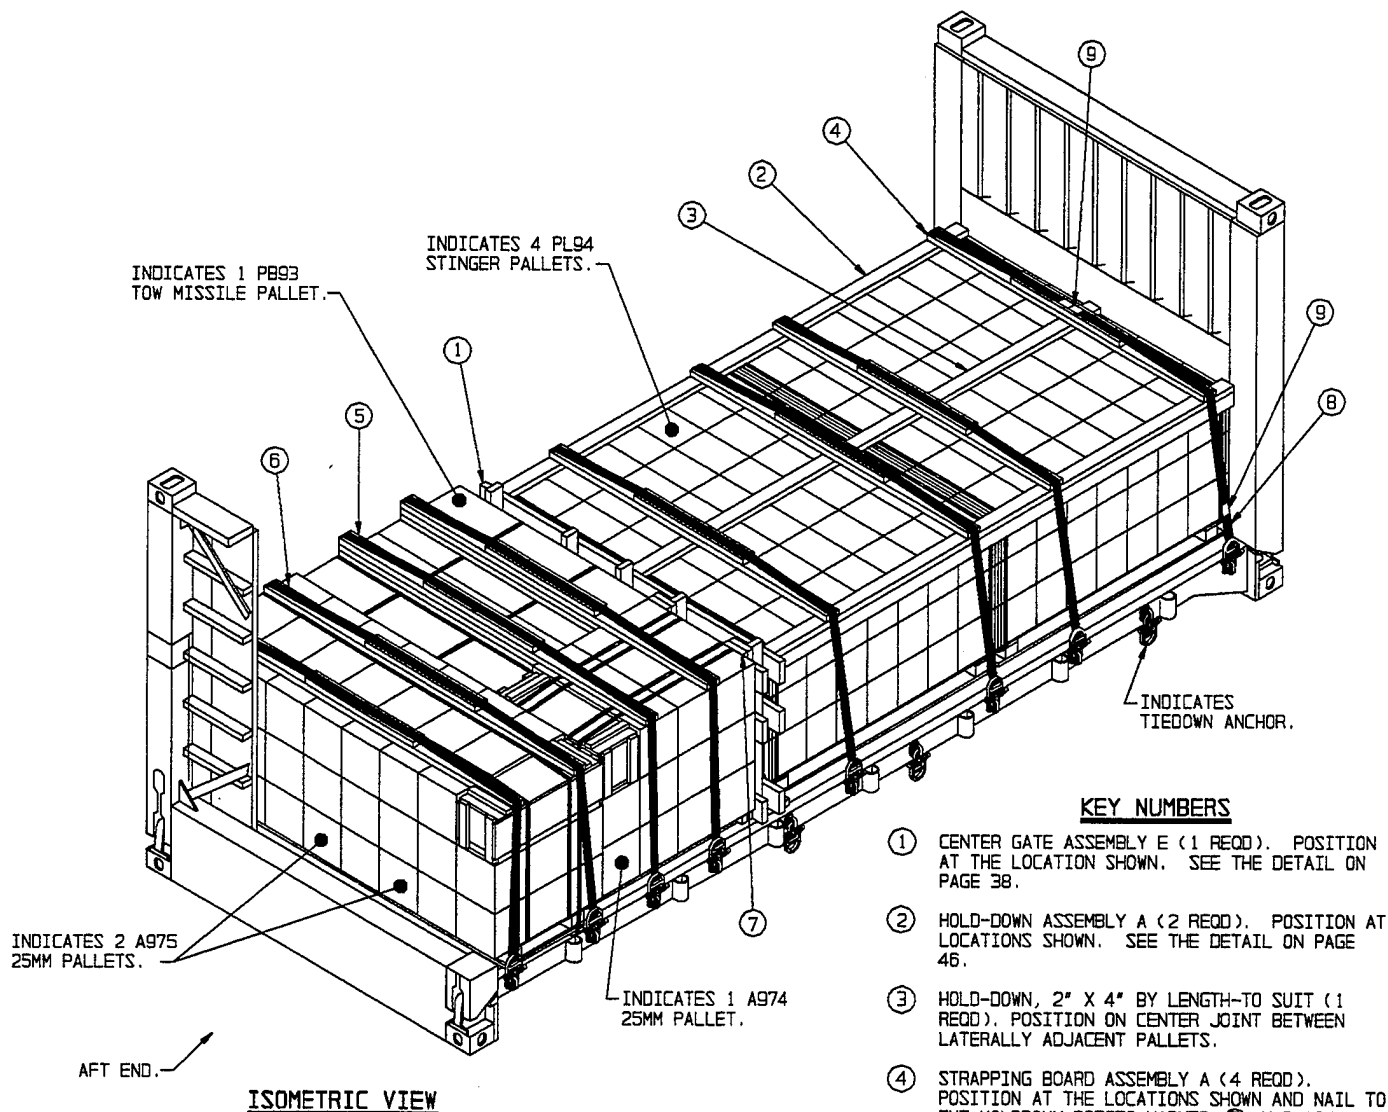 9
4
2
3
INDICATES 4 PL94
STINGER PALLETS.
INDICATES 1 PB93
TOW MISSILE PALLET.
9
1
8
5
6
INDICATES
TIEDOWN ANCHOR.
7
INDICATES 2 A975
25MM PALLETS.
INDICATES 1 A974
25MM PALLET.
AFT END.
ISOMETRIC VIEW
KEY NUMBERS
1 CENTER GATE ASSEMBLY E (1 REQD). POSITION
AT THE LOCATION SHOWN. SEE THE DETAIL ON
PAGE 38.
2 HOLD-DOWN ASSEMBLY A (2 REQD). POSITION AT
LOCATIONS SHOWN. SEE THE DETAIL ON PAGE
46.
3 HOLD-DOWN, 2" X 4" BY LENGTH-TO SUIT (1
REQD). POSITION ON CENTER JOINT BETWEEN
LATERALLY ADJACENT PALLETS.
4 STRAPPING BOARD ASSEMBLY A (4 REQD).
POSITION AT THE LOCATIONS SHOWN AND NAIL TO